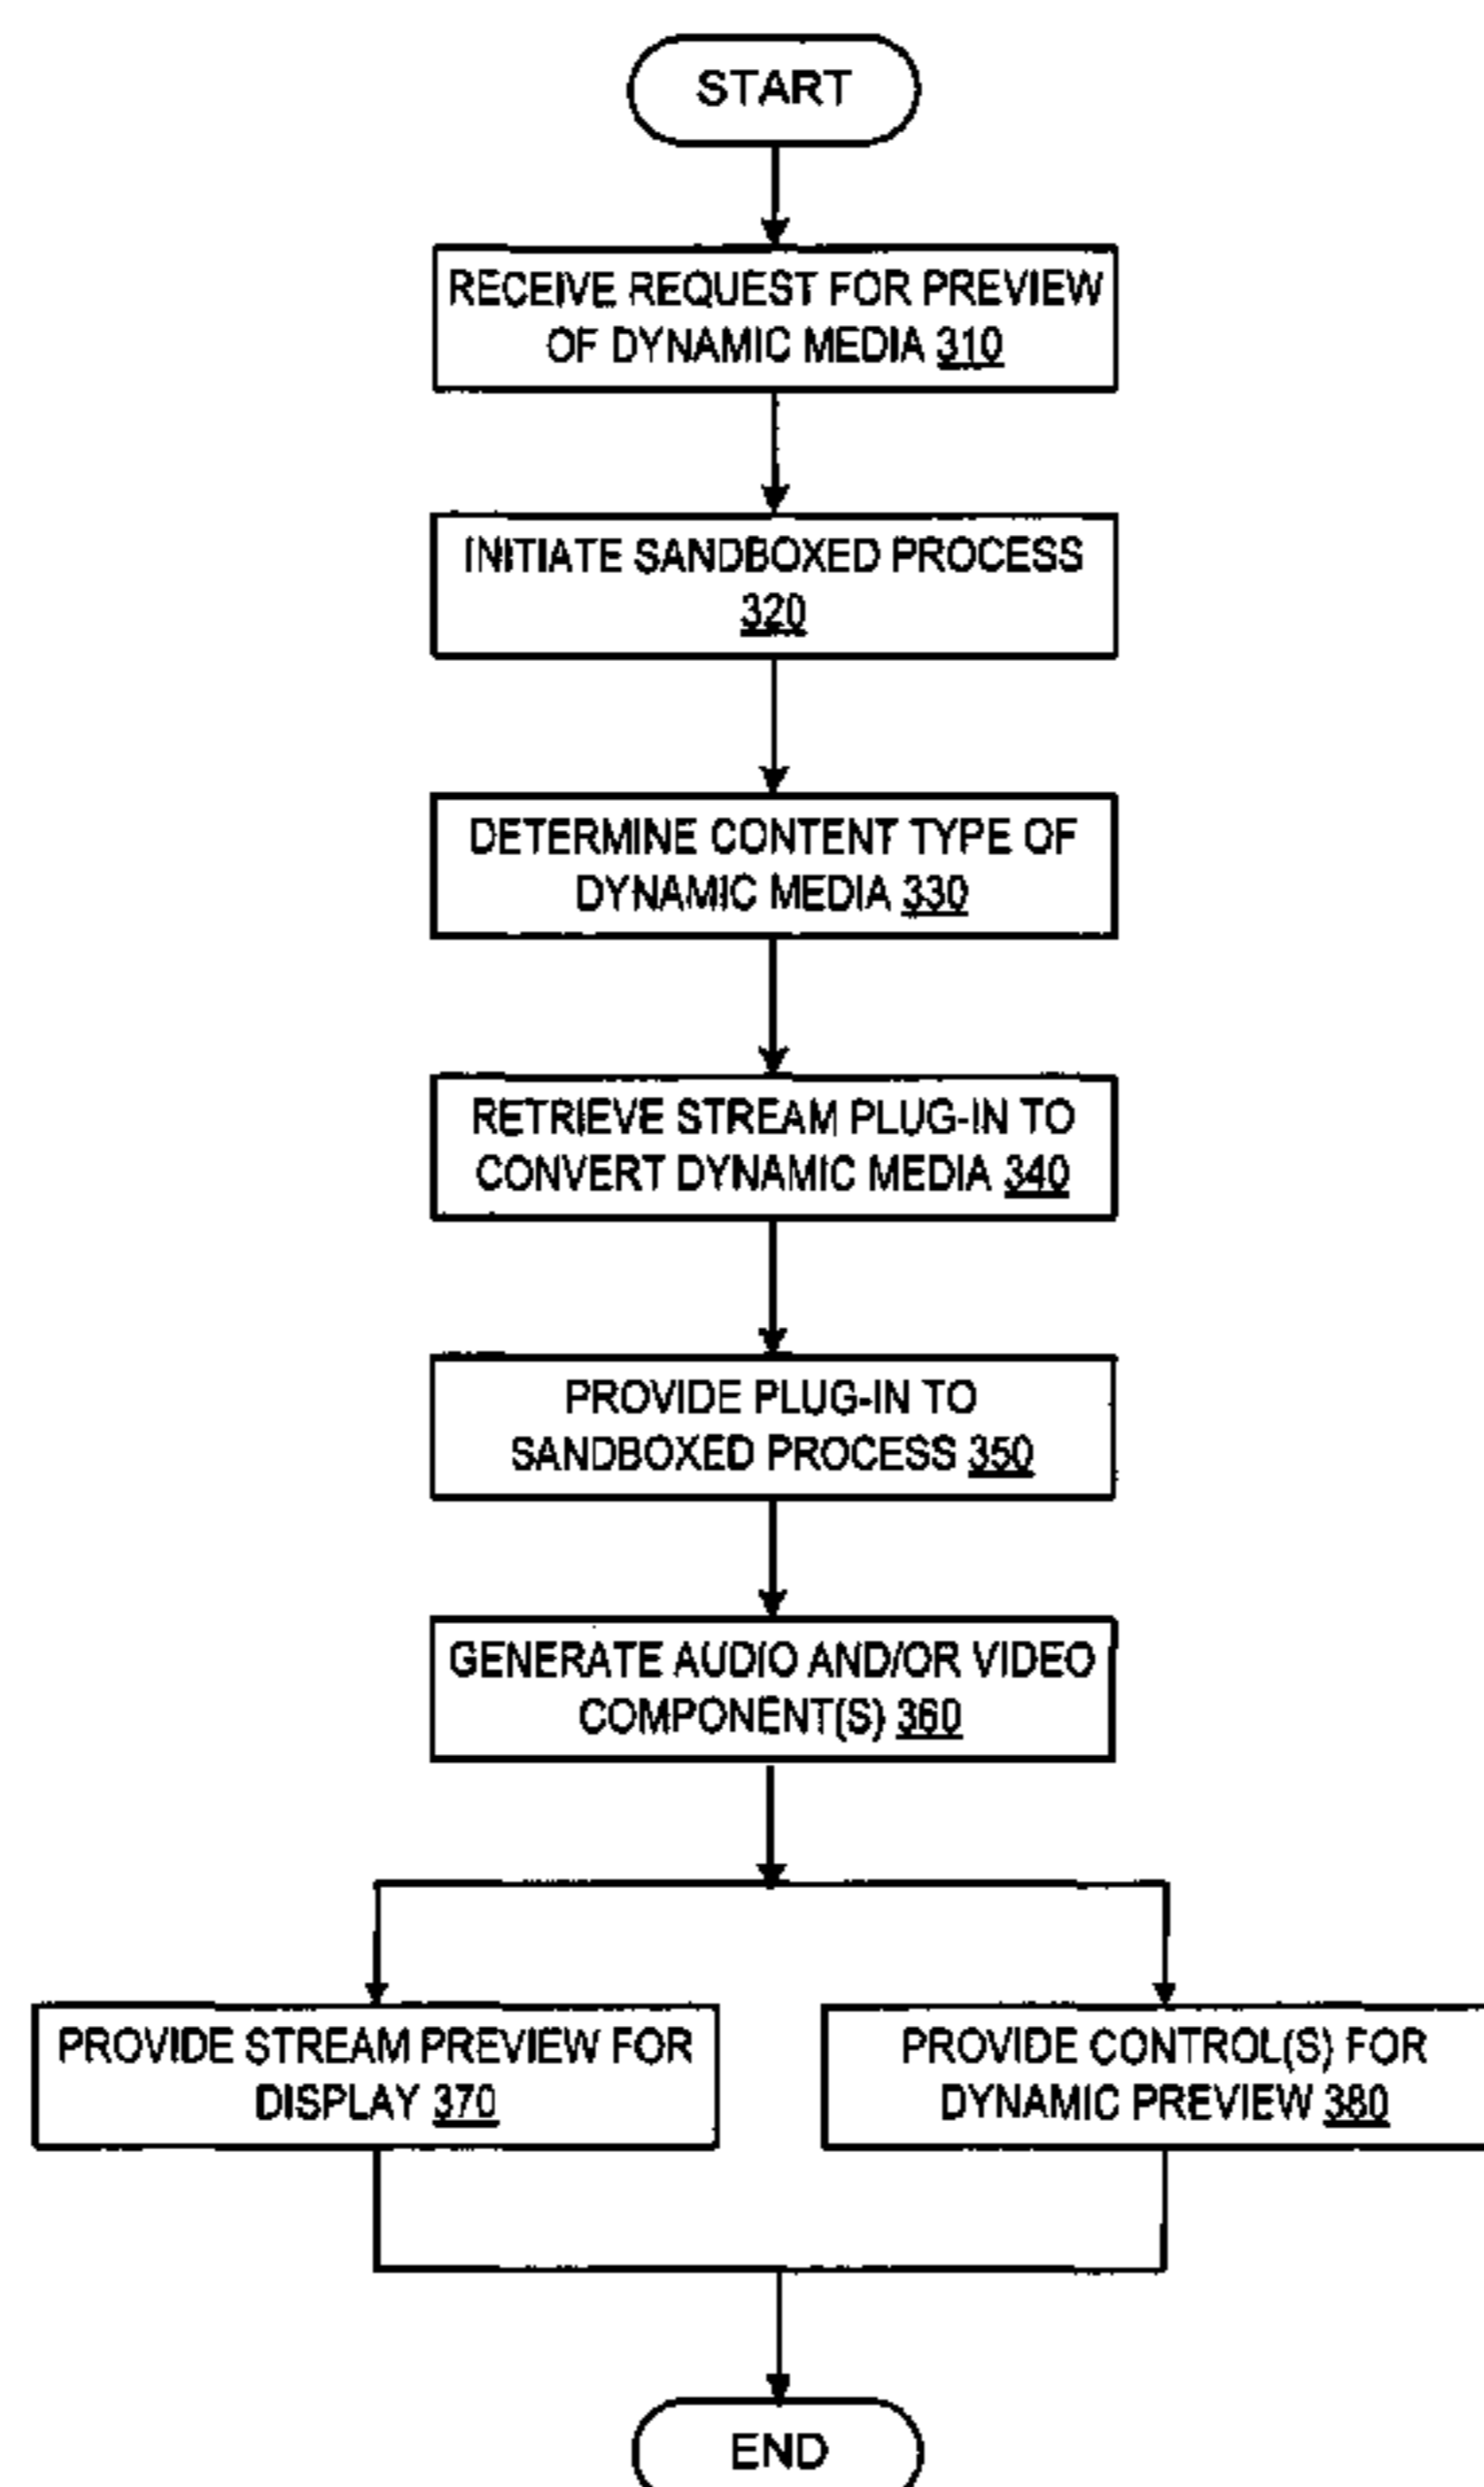 START
RECEIVE REQUEST FOR PREVIEW
OF DYNAMIC MEDIA 310
INITIATE SANDBOXED PROCESS
320
DETERMINE CONTENT TYPE OF
DYNAMIC MEDIA 330
RETRIEVE STREAM PLUG-IN TO
CONVERT DYNAMIC MEDIA 340
PROVIDE PLUG-IN TO
SANDBOXED PROCESS 350
GENERATE AUDIO AND/OR VIDEO
COMPONENT(S) 360
PROVIDE STREAM PREVIEW FOR
DISPLAY 370
PROVIDE CONTROL(S) FOR
DYNAMIC PREVIEW 380
END